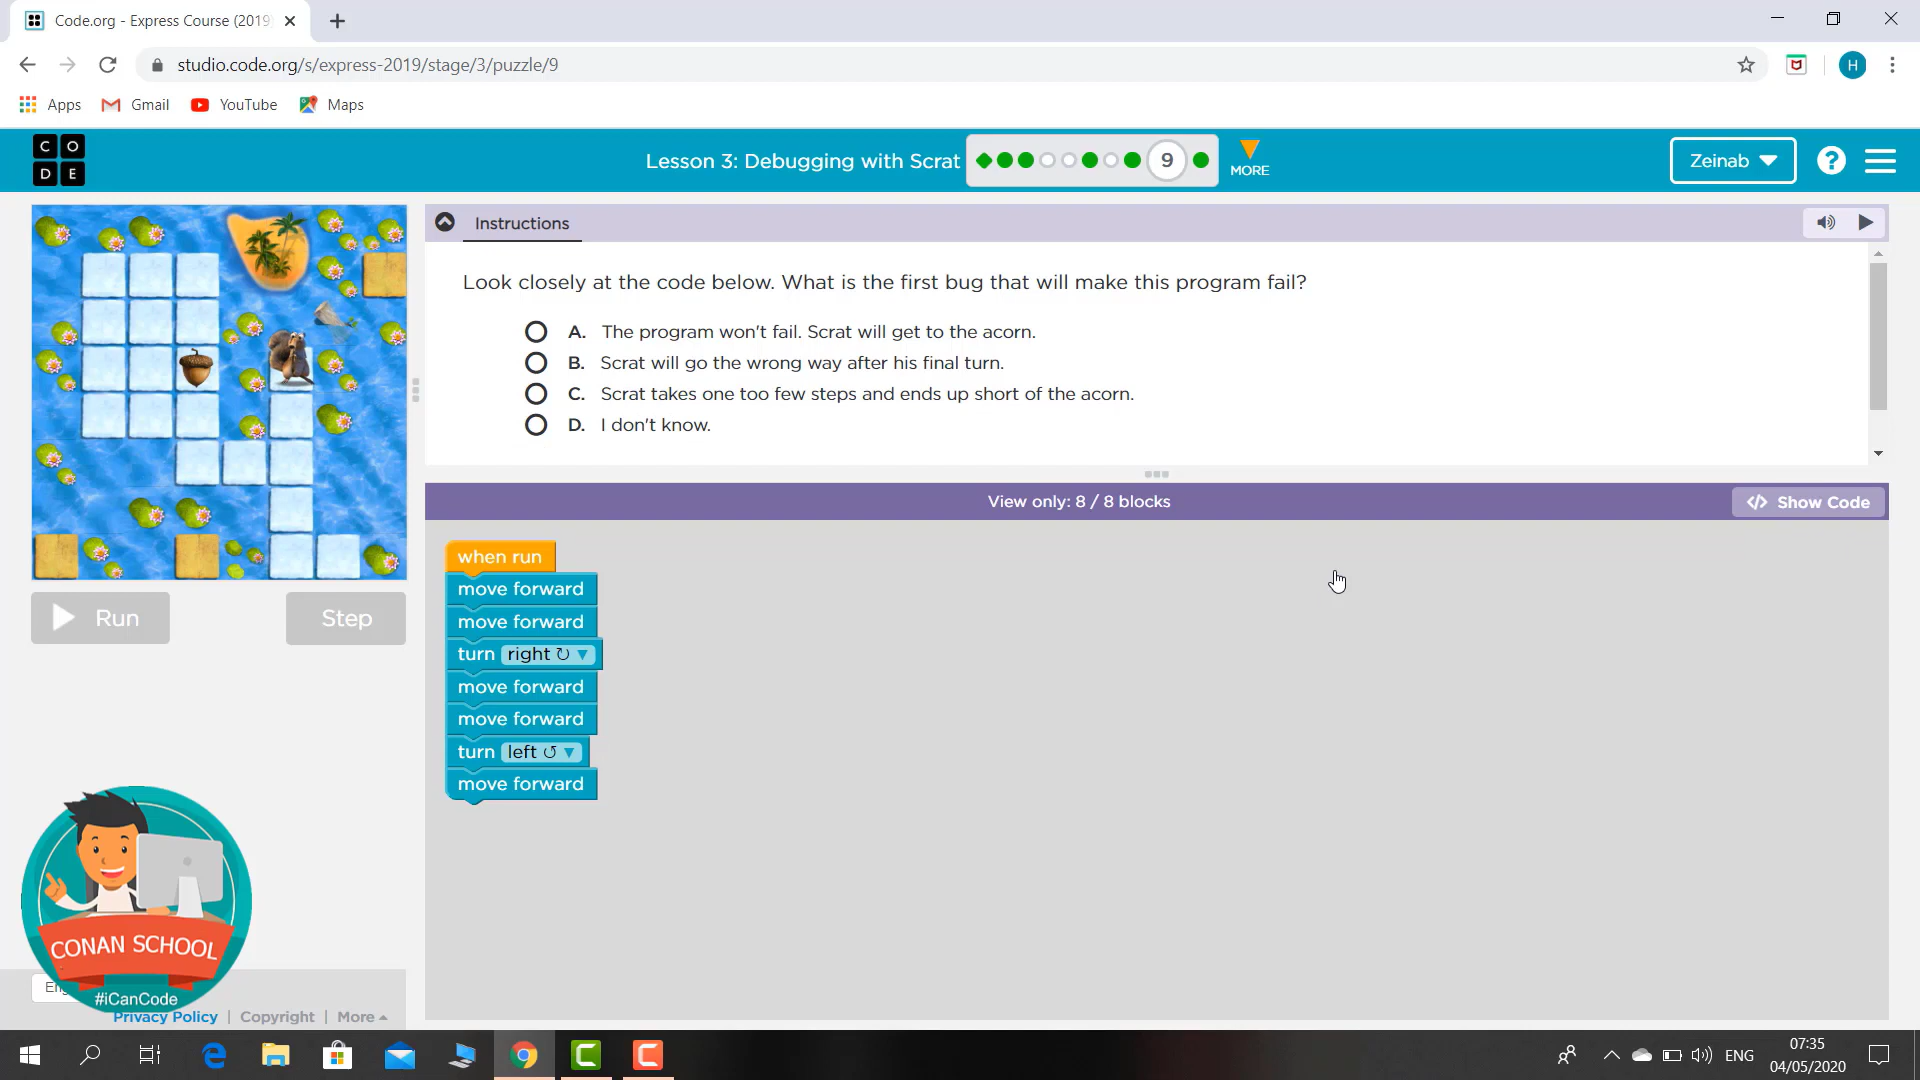 Code.org - Express Course (2019
studio.code.org/s/express-2019/stage/3/puzzle/9
H
Apps Gmail YouTube Maps
C O
D E
Lesson 3: Debugging with Scrat
9
MORE
Zeinab
?
Instructions
Look closely at the code below. What is the first bug that will make this program fail?
A. The program won't fail. Scrat will get to the acorn.
B. Scrat will go the wrong way after his final turn.
C. Scrat takes one too few steps and ends up short of the acorn.
D. I don't know.
View only: 8 / 8 blocks
</> Show Code
Run
Step
when run
move forward
move forward
turn right ↻ ▼
move forward
move forward
turn left ↺ ▼
move forward
CONAN SCHOOL
#iCanCode
Privacy Policy | Copyright | More
ENG
07:35
04/05/2020